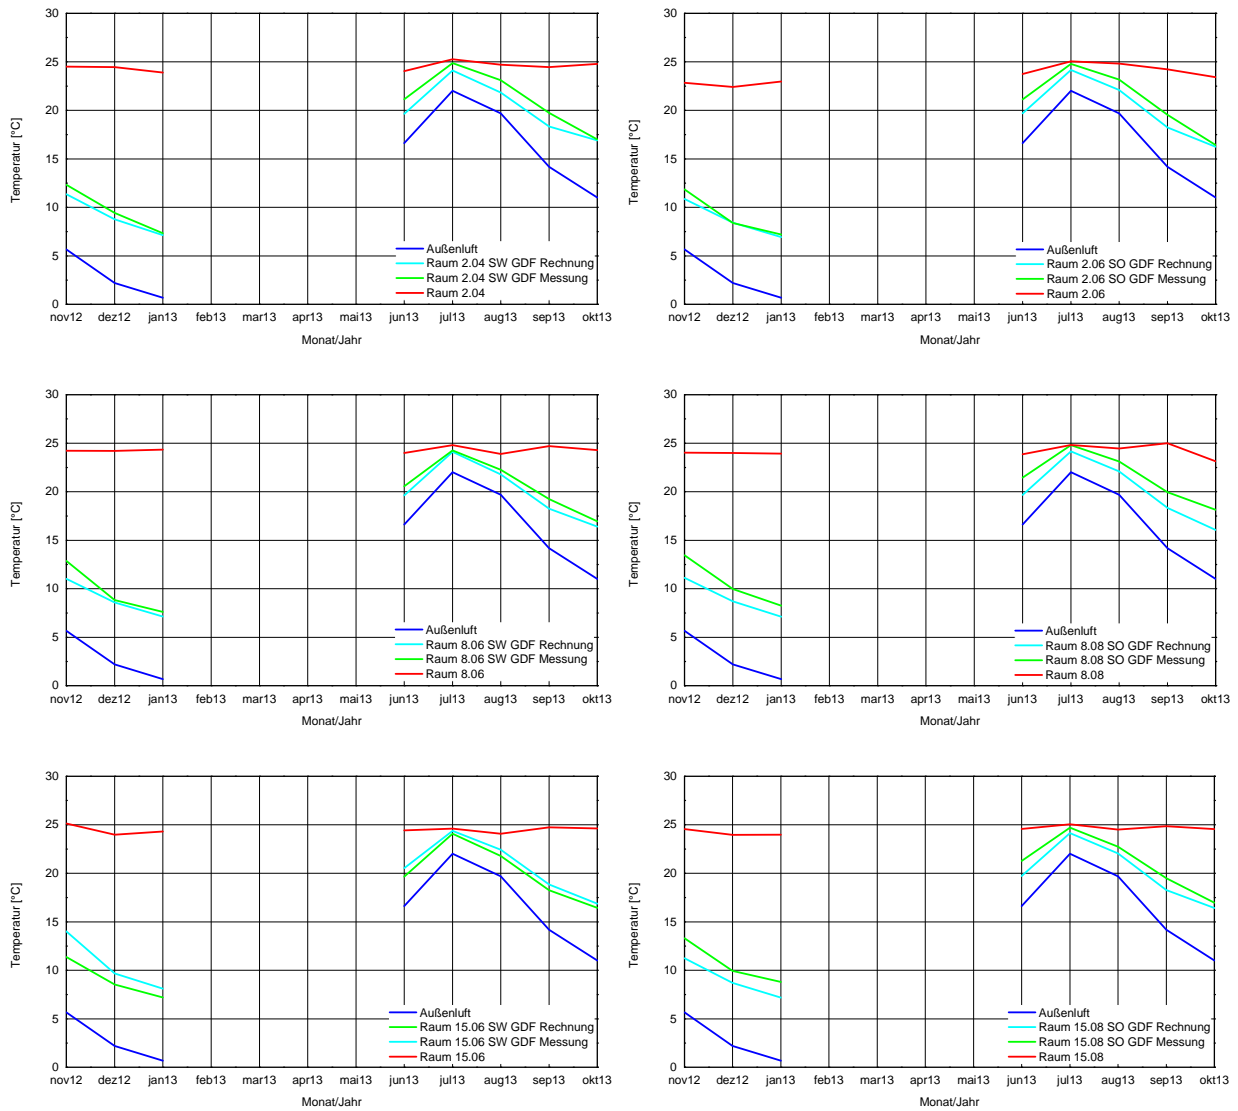 30
25
20
15
10
5
0
Temperatur [°C]
Außenluft
Raum 2.04 SW GDF Rechnung
Raum 2.04 SW GDF Messung
Raum 2.04
nov12 dez12 jan13 feb13 mar13 apr13 mai13 jun13 jul13 aug13 sep13 okt13
Monat/Jahr
30
25
20
15
10
5
0
Temperatur [°C]
Außenluft
Raum 2.06 SO GDF Rechnung
Raum 2.06 SO GDF Messung
Raum 2.06
nov12 dez12 jan13 feb13 mar13 apr13 mai13 jun13 jul13 aug13 sep13 okt13
Monat/Jahr
30
25
20
15
10
5
0
Temperatur [°C]
Außenluft
Raum 8.06 SW GDF Rechnung
Raum 8.06 SW GDF Messung
Raum 8.06
nov12 dez12 jan13 feb13 mar13 apr13 mai13 jun13 jul13 aug13 sep13 okt13
Monat/Jahr
30
25
20
15
10
5
0
Temperatur [°C]
Außenluft
Raum 8.08 SO GDF Rechnung
Raum 8.08 SO GDF Messung
Raum 8.08
nov12 dez12 jan13 feb13 mar13 apr13 mai13 jun13 jul13 aug13 sep13 okt13
Monat/Jahr
30
25
20
15
10
5
0
Temperatur [°C]
Außenluft
Raum 15.06 SW GDF Rechnung
Raum 15.06 SW GDF Messung
Raum 15.06
nov12 dez12 jan13 feb13 mar13 apr13 mai13 jun13 jul13 aug13 sep13 okt13
Monat/Jahr
30
25
20
15
10
5
0
Temperatur [°C]
Außenluft
Raum 15.08 SO GDF Rechnung
Raum 15.08 SO GDF Messung
Raum 15.08
nov12 dez12 jan13 feb13 mar13 apr13 mai13 jun13 jul13 aug13 sep13 okt13
Monat/Jahr